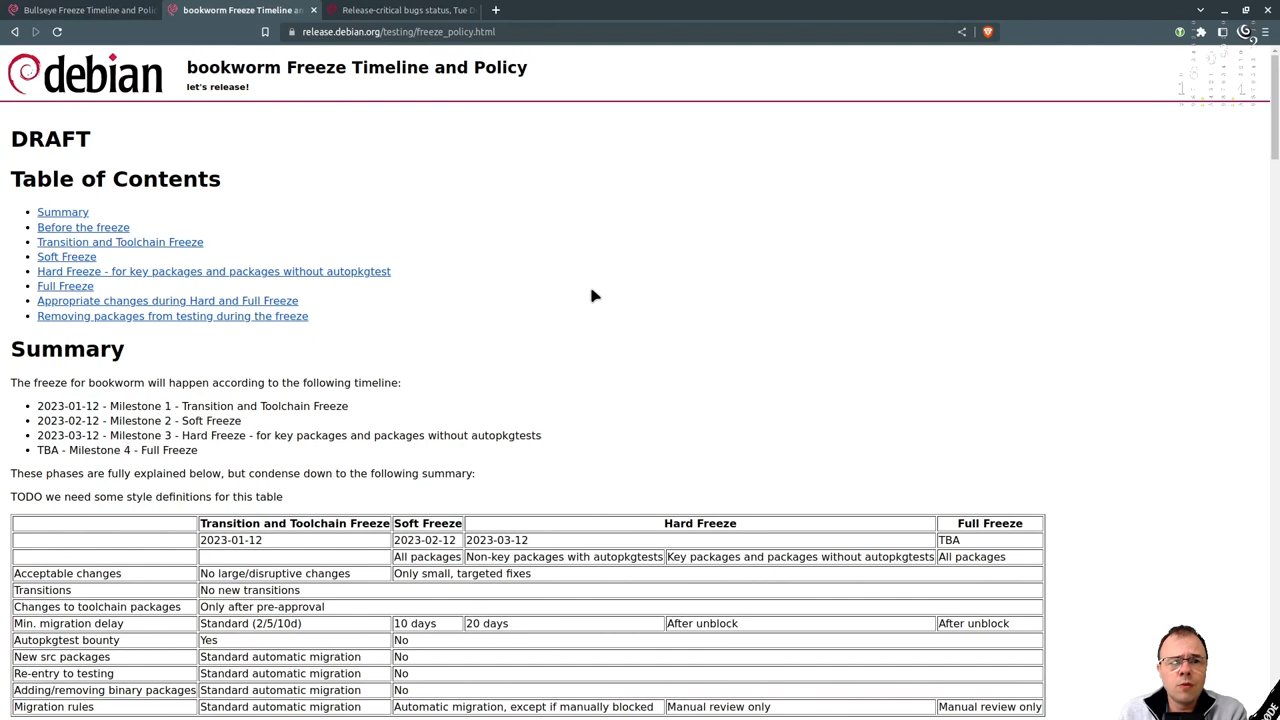 Bullseye Freeze Timeline and Poli
bookworm Freeze Timeline an
Release-critical bugs status, Tue D
release.debian.org/testing/freeze_policy.html
debian
bookworm Freeze Timeline and Policy
let's release!
DRAFT
Table of Contents
Summary
Before the freeze
Transition and Toolchain Freeze
Soft Freeze
Hard Freeze - for key packages and packages without autopkgtest
Full Freeze
Appropriate changes during Hard and Full Freeze
Removing packages from testing during the freeze
Summary
The freeze for bookworm will happen according to the following timeline:
2023-01-12 - Milestone 1 - Transition and Toolchain Freeze
2023-02-12 - Milestone 2 - Soft Freeze
2023-03-12 - Milestone 3 - Hard Freeze - for key packages and packages without autopkgtests
TBA - Milestone 4 - Full Freeze
These phases are fully explained below, but condense down to the following summary:
TODO we need some style definitions for this table
Transition and Toolchain Freeze Soft Freeze Hard Freeze Full Freeze
2023-01-12 2023-02-12 2023-03-12 TBA
All packages Non-key packages with autopkgtests Key packages and packages without autopkgtests All packages
Acceptable changes No large/disruptive changes Only small, targeted fixes
Transitions No new transitions
Changes to toolchain packages Only after pre-approval
Min. migration delay Standard (2/5/10d) 10 days 20 days After unblock After unblock
Autopkgtest bounty Yes No
New src packages Standard automatic migration No
Re-entry to testing Standard automatic migration No
Adding/removing binary packages Standard automatic migration No
Migration rules Standard automatic migration Automatic migration, except if manually blocked Manual review only Manual review only